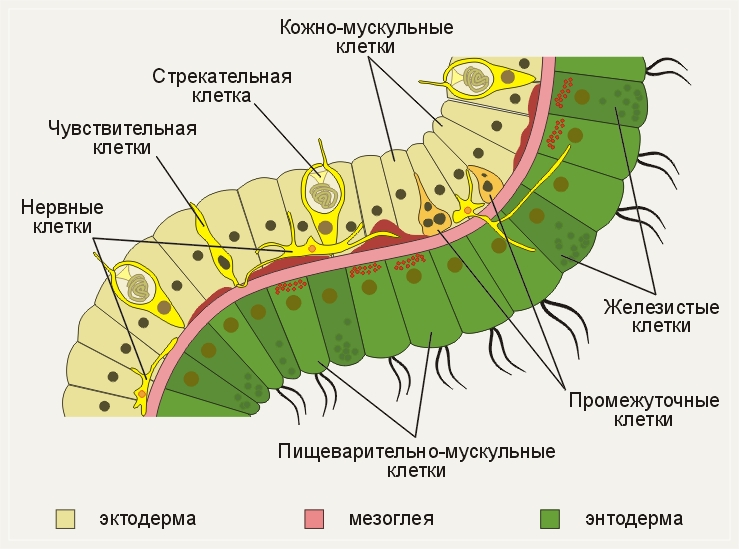 Кожно-мускульные
клетки
Стрекательная
клетка
Чувствительная
клетки
Нервные
клетки
Железистые
клетки
Промежуточные
клетки
Пищеварительно-мускульные
клетки
эктодерма
мезоглея
энтодерма